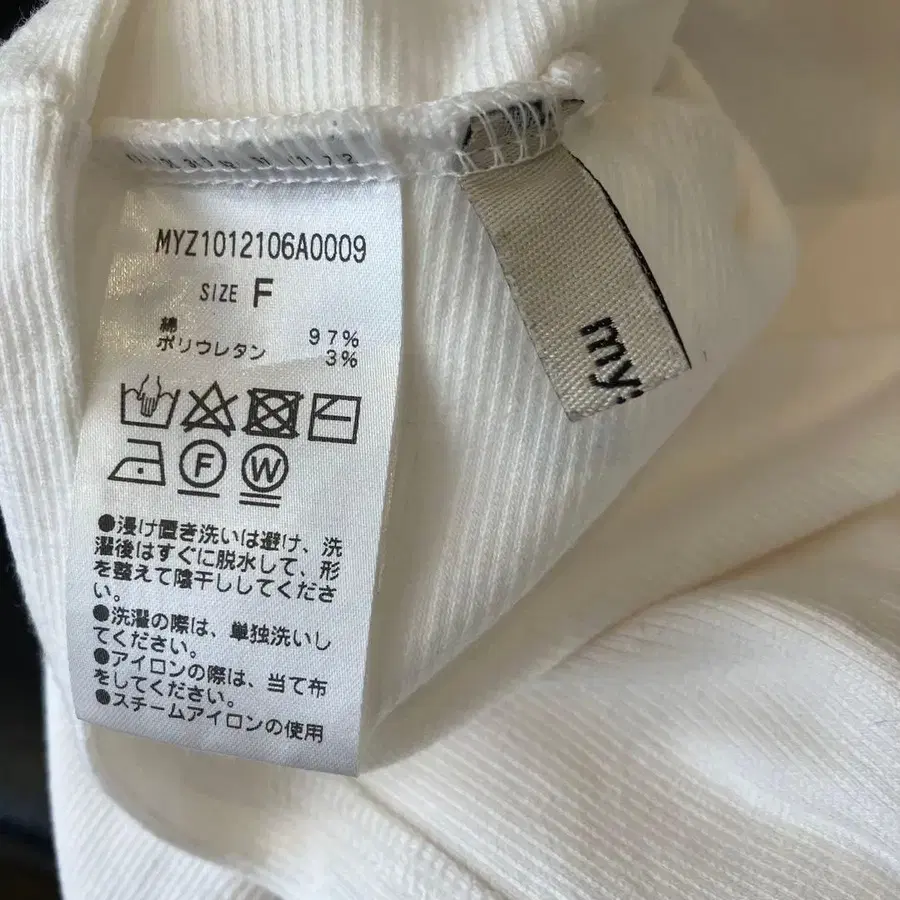 MYZ1012106A0009
SIZE F
綿 97%
ポリウレタン 3%
F W
●浸け置き洗いは避け、洗
濯後はすぐに脱水して、形
を整えて陰干ししてくださ
い。
●洗濯の際は、単独洗いし
てください。
●アイロンの際は、当て布
をしてください。
●スチームアイロンの使用
my